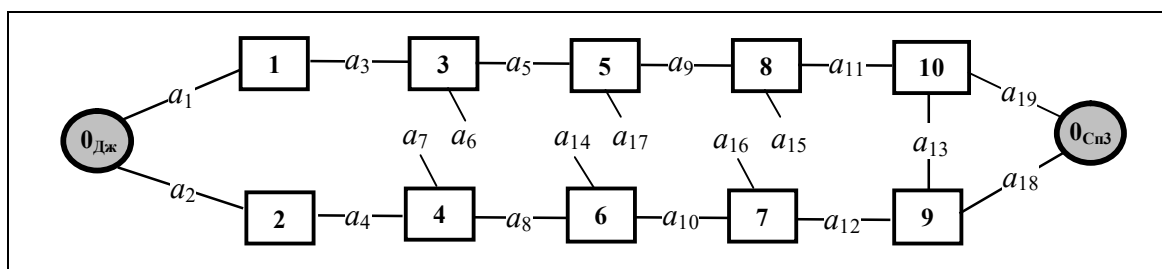 1 a₃ 3 a₅ 5 a₉ 8 a₁₁ 10
a₁ a₁₉
0Дж a₇ a₆ a₁₄ a₁₇ a₁₆ a₁₅ a₁₃ 0Сп3
a₂ a₁₈
2 a₄ 4 a₈ 6 a₁₀ 7 a₁₂ 9